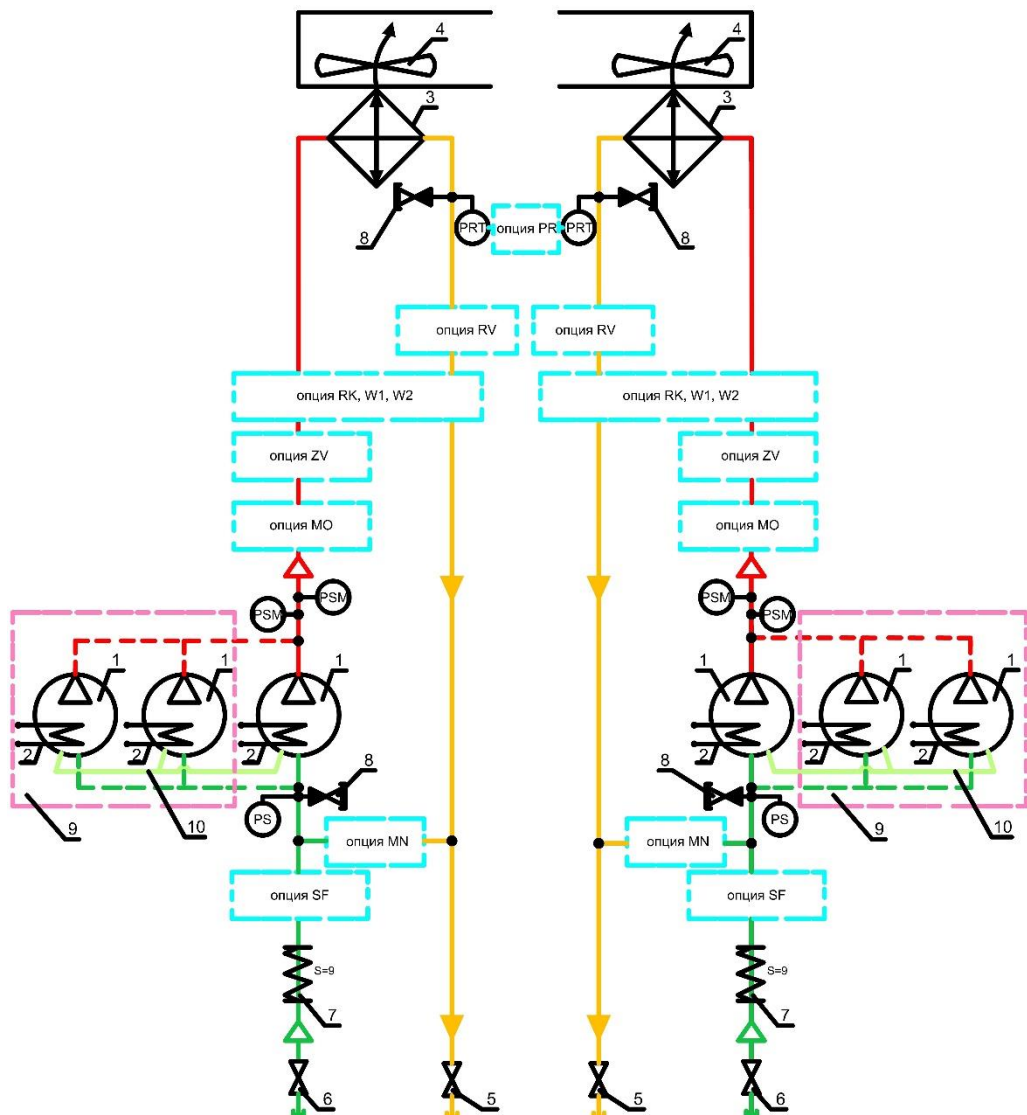 4
4
3
3
8
PRT
опция PR
PRT
8
опция RV
опция RV
опция RK, W1, W2
опция RK, W1, W2
опция ZV
опция ZV
опция MO
опция MO
PSM
PSM
PSM
PSM
1
1
1
1
1
1
2
2
2
2
2
2
8
8
9
10
PS
PS
9
10
опция MN
опция MN
опция SF
опция SF
S=9
S=9
7
7
6
5
5
6